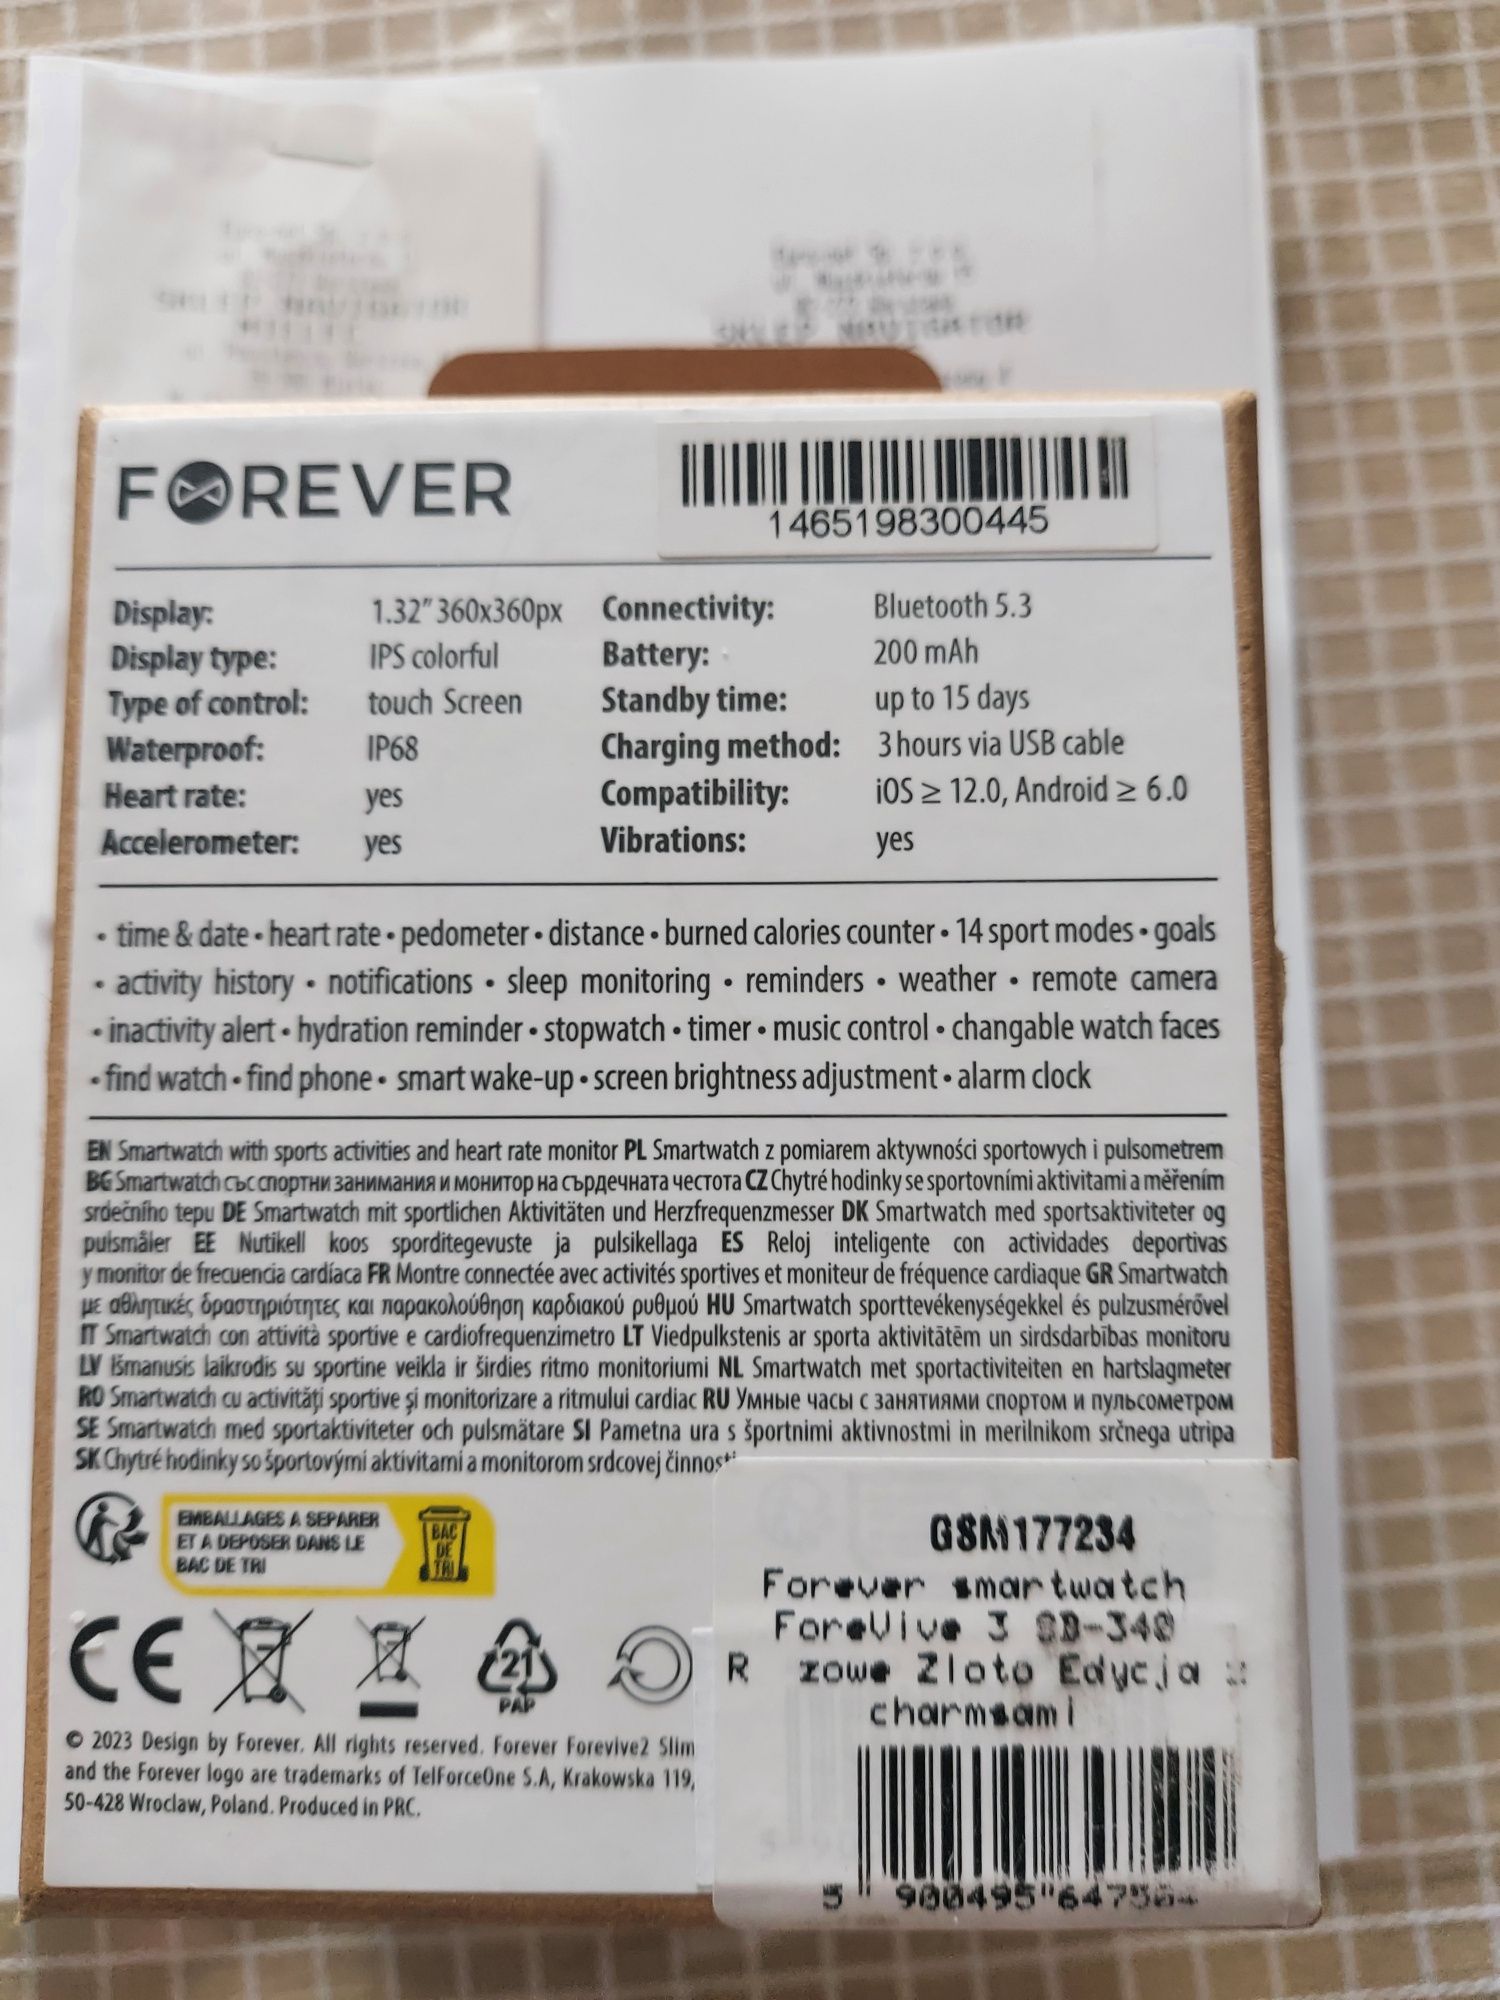 SKLEP NAVIGATOR
SKLEP NAVIGATOR
MIELEC
FOREVER
1465198300445
Display: 1.32" 360x360px Connectivity: Bluetooth 5.3
Display type: IPS colorful Battery: 200 mAh
Type of control: touch Screen Standby time: up to 15 days
Waterproof: IP68 Charging method: 3 hours via USB cable
Heart rate: yes Compatibility: iOS ≥ 12.0, Android ≥ 6.0
Accelerometer: yes Vibrations: yes
• time & date • heart rate • pedometer • distance • burned calories counter • 14 sport modes • goals
• activity history • notifications • sleep monitoring • reminders • weather • remote camera
• inactivity alert • hydration reminder • stopwatch • timer • music control • changable watch faces
• find watch • find phone • smart wake-up • screen brightness adjustment • alarm clock
EN Smartwatch with sports activities and heart rate monitor PL Smartwatch z pomiarem aktywności sportowych i pulsometrem
BG Smartwatch със спортни занимания и монитор на сърдечната честота CZ Chytré hodinky se sportovními aktivitami a měřením
srdečního tepu DE Smartwatch mit sportlichen Aktivitäten und Herzfrequenzmesser DK Smartwatch med sportsaktiviteter og
pulsmåler EE Nutikell koos sporditegevuste ja pulsikellaga ES Reloj inteligente con actividades deportivas
y monitor de frecuencia cardíaca FR Montre connectée avec activités sportives et moniteur de fréquence cardiaque GR Smartwatch
με αθλητικές δραστηριότητες και παρακολούθηση καρδιακού ρυθμού HU Smartwatch sporttevékenységekkel és pulzusmérővel
IT Smartwatch con attività sportive e cardiofrequenzimetro LT Viedpulkstenis ar sporta aktivitātēm un sirdsdarbības monitoru
LV Išmanusis laikrodis su sportine veikla ir širdies ritmo monitoriumi NL Smartwatch met sportactiviteiten en hartslagmeter
RO Smartwatch cu activități sportive și monitorizare a ritmului cardiac RU Умные часы с занятиями спортом и пульсометром
SE Smartwatch med sportaktiviteter och pulsmätare SI Pametna ura s športnimi aktivnostmi in merilnikom srčnega utripa
SK Chytré hodinky so športovými aktivitami a monitorom srdcovej činnosti
EMBALLAGES A SEPARER
ET A DEPOSER DANS LE
BAC DE TRI
BAC
DE
TRI
CE
21
PAP
© 2023 Design by Forever. All rights reserved. Forever Forevive2 Slim
and the Forever logo are trademarks of TelForceOne S.A, Krakowska 119,
50-428 Wroclaw, Poland. Produced in PRC.
GSM177234
Forever smartwatch
ForeVive 3 SB-340
R zowe Złoto Edycja z
charmsami
5 "900495"647504